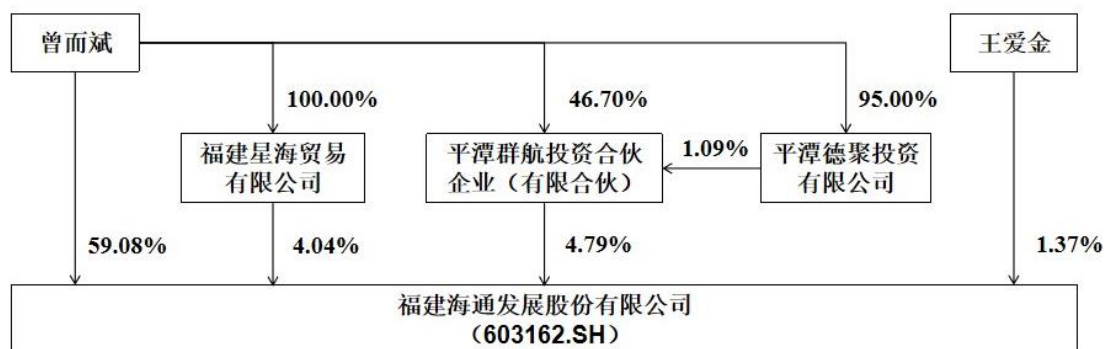 曾而斌
王爱金
100.00%
46.70%
95.00%
福建星海贸易
有限公司
平潭群航投资合伙
企业（有限合伙）
1.09%
平潭德聚投资
有限公司
59.08%
4.04%
4.79%
1.37%
福建海通发展股份有限公司
（603162.SH）